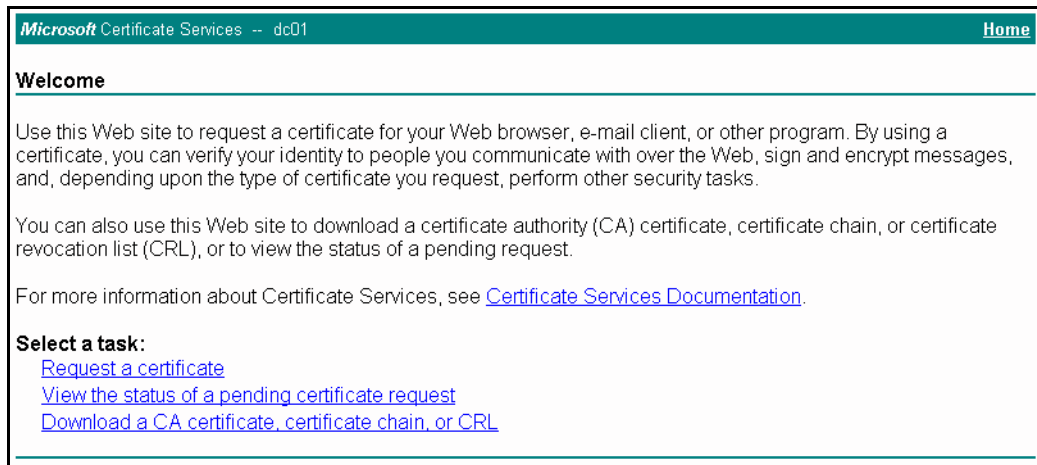 Microsoft Certificate Services -- dc01 Home
Welcome
Use this Web site to request a certificate for your Web browser, e-mail client, or other program. By using a
certificate, you can verify your identity to people you communicate with over the Web, sign and encrypt messages,
and, depending upon the type of certificate you request, perform other security tasks.
You can also use this Web site to download a certificate authority (CA) certificate, certificate chain, or certificate
revocation list (CRL), or to view the status of a pending request.
For more information about Certificate Services, see Certificate Services Documentation.
Select a task:
Request a certificate
View the status of a pending certificate request
Download a CA certificate, certificate chain, or CRL